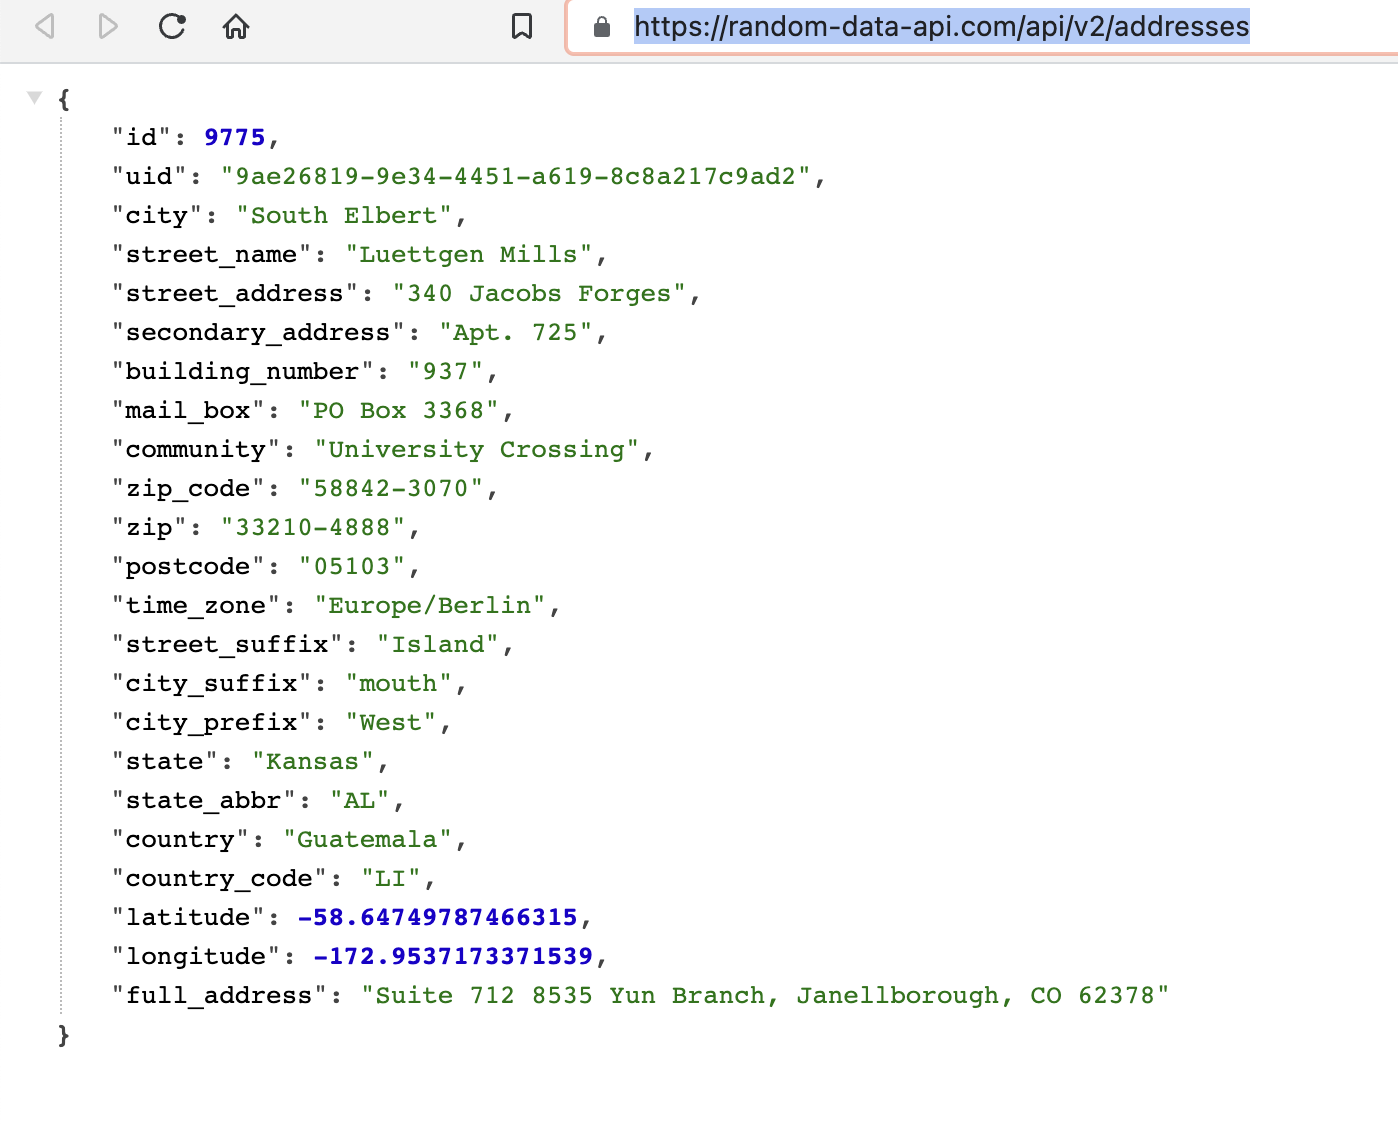 https://random-data-api.com/api/v2/addresses
{
"id": 9775,
"uid": "9ae26819-9e34-4451-a619-8c8a217c9ad2",
"city": "South Elbert",
"street_name": "Luettgen Mills",
"street_address": "340 Jacobs Forges",
"secondary_address": "Apt. 725",
"building_number": "937",
"mail_box": "PO Box 3368",
"community": "University Crossing",
"zip_code": "58842-3070",
"zip": "33210-4888",
"postcode": "05103",
"time_zone": "Europe/Berlin",
"street_suffix": "Island",
"city_suffix": "mouth",
"city_prefix": "West",
"state": "Kansas",
"state_abbr": "AL",
"country": "Guatemala",
"country_code": "LI",
"latitude": -58.64749787466315,
"longitude": -172.9537173371539,
"full_address": "Suite 712 8535 Yun Branch, Janellborough, CO 62378"
}